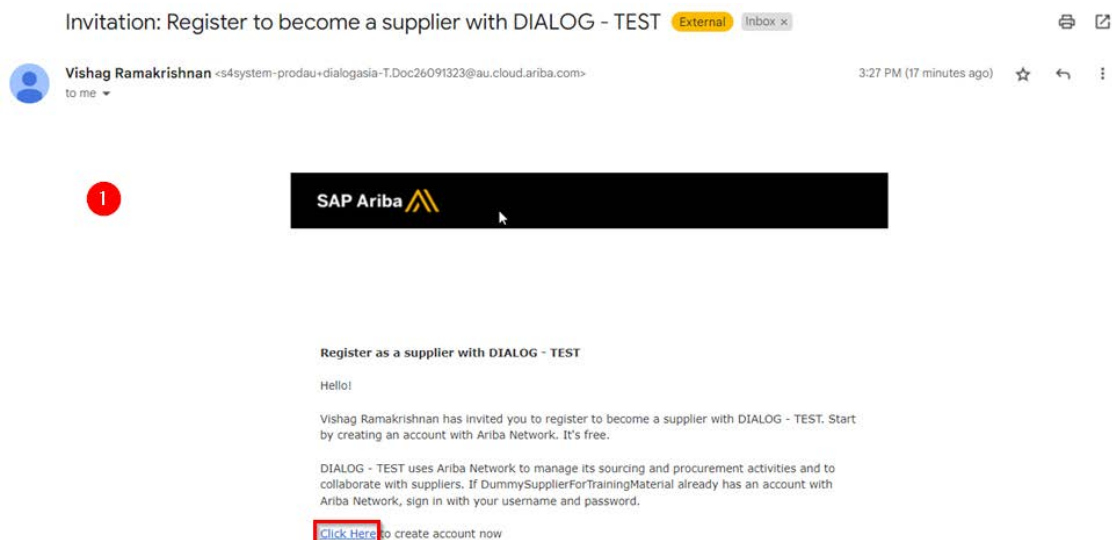 Invitation: Register to become a supplier with DIALOG - TEST External Inbox ×
Vishag Ramakrishnan <s4system-prodau+dialogasia-T.Doc26091323@au.cloud.ariba.com> 3:27 PM (17 minutes ago)
to me
1
SAP Ariba
Register as a supplier with DIALOG - TEST
Hello!
Vishag Ramakrishnan has invited you to register to become a supplier with DIALOG - TEST. Start
by creating an account with Ariba Network. It's free.
DIALOG - TEST uses Ariba Network to manage its sourcing and procurement activities and to
collaborate with suppliers. If DummySupplierForTrainingMaterial already has an account with
Ariba Network, sign in with your username and password.
Click Here to create account now